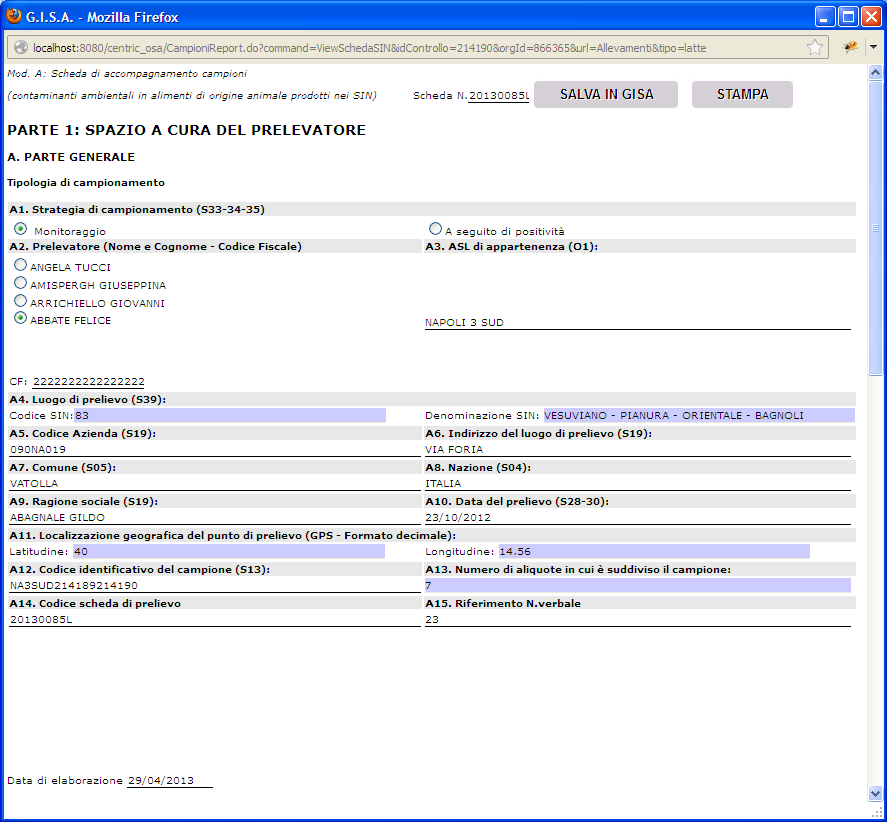 G.I.S.A. - Mozilla Firefox
localhost:8080/centric_osa/CampioniReport.do?command=ViewSchedaSIN&idControllo=214190&orgId=866365&url=Allevamenti&tipo=latte
Mod. A: Scheda di accompagnamento campioni
(contaminanti ambientali in alimenti di origine animale prodotti nei SIN) Scheda N.20130085L SALVA IN GISA STAMPA
PARTE 1: SPAZIO A CURA DEL PRELEVATORE
A. PARTE GENERALE
Tipologia di campionamento
A1. Strategia di campionamento (S33-34-35)
Monitoraggio A seguito di positività
A2. Prelevatore (Nome e Cognome - Codice Fiscale) A3. ASL di appartenenza (O1):
ANGELA TUCCI
AMISPERGH GIUSEPPINA
ARRICHIELLO GIOVANNI
ABBATE FELICE NAPOLI 3 SUD
CF: 2222222222222222
A4. Luogo di prelievo (S39):
Codice SIN: 83 Denominazione SIN: VESUVIANO - PIANURA - ORIENTALE - BAGNOLI
A5. Codice Azienda (S19): A6. Indirizzo del luogo di prelievo (S19):
090NA019 VIA FORIA
A7. Comune (S05): A8. Nazione (S04):
VATOLLA ITALIA
A9. Ragione sociale (S19): A10. Data del prelievo (S28-30):
ABAGNALE GILDO 23/10/2012
A11. Localizzazione geografica del punto di prelievo (GPS - Formato decimale):
Latitudine: 40 Longitudine: 14.56
A12. Codice identificativo del campione (S13): A13. Numero di aliquote in cui è suddiviso il campione:
NA3SUD214189214190 7
A14. Codice scheda di prelievo A15. Riferimento N.verbale
20130085L 23
Data di elaborazione 29/04/2013